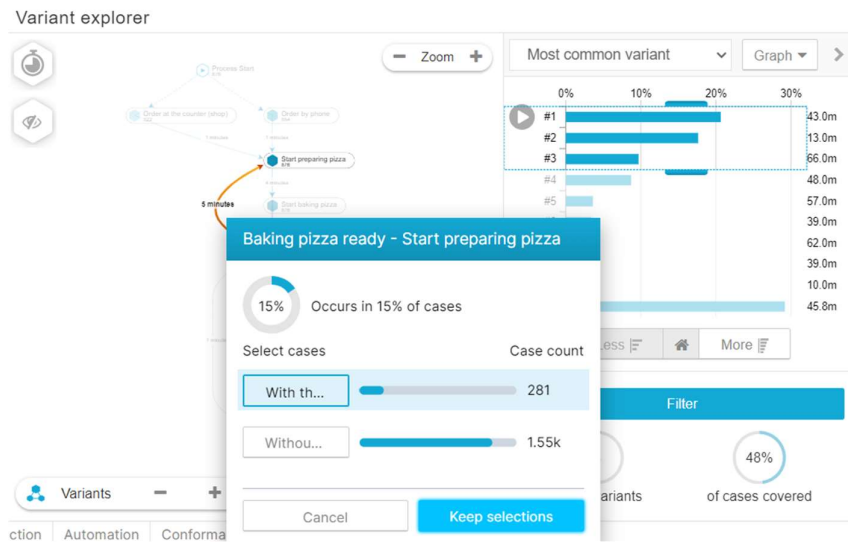 Variant explorer
Process Start
Order at the counter (shop)
Order by phone
Start preparing pizza
5 minutes
Start baking pizza
Zoom
Most common variant
Graph
0%
10%
20%
30%
#1
43.0m
#2
13.0m
#3
66.0m
#4
48.0m
#5
57.0m
39.0m
62.0m
39.0m
10.0m
45.8m
Baking pizza ready - Start preparing pizza
15%
Occurs in 15% of cases
Select cases
Case count
With th...
281
Withou...
1.55k
Cancel
Keep selections
ess
More
Filter
48%
ariants
of cases covered
Variants
ction
Automation
Conforma